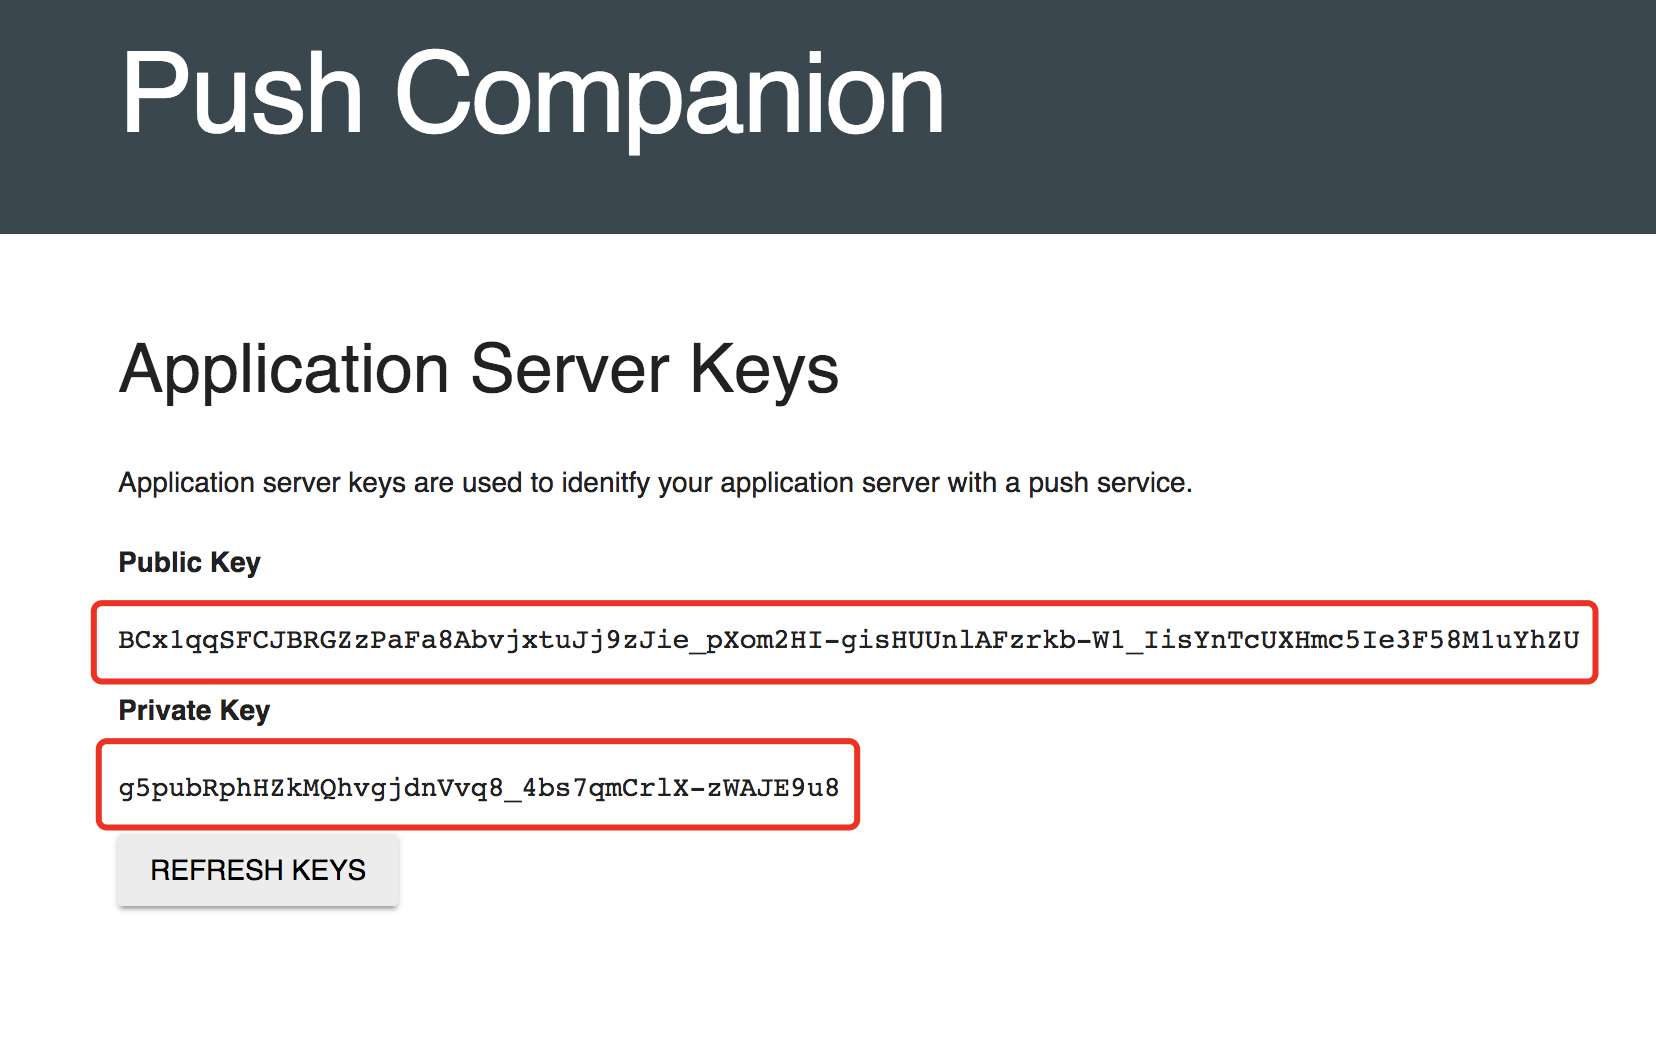 Push Companion
Application Server Keys
Application server keys are used to idenitfy your application server with a push service.
Public Key
BCx1qqSFCJBRGZzPaFa8AbvjxtuJj9zJie_pXom2HI-gisHUUnlAFzrkb-W1_IisYnTcUXHmc5Ie3F58M1uYhZU
Private Key
g5pubRphHZkMQhvgjdnVvq8_4bs7qmCrlX-zWAJE9u8
REFRESH KEYS